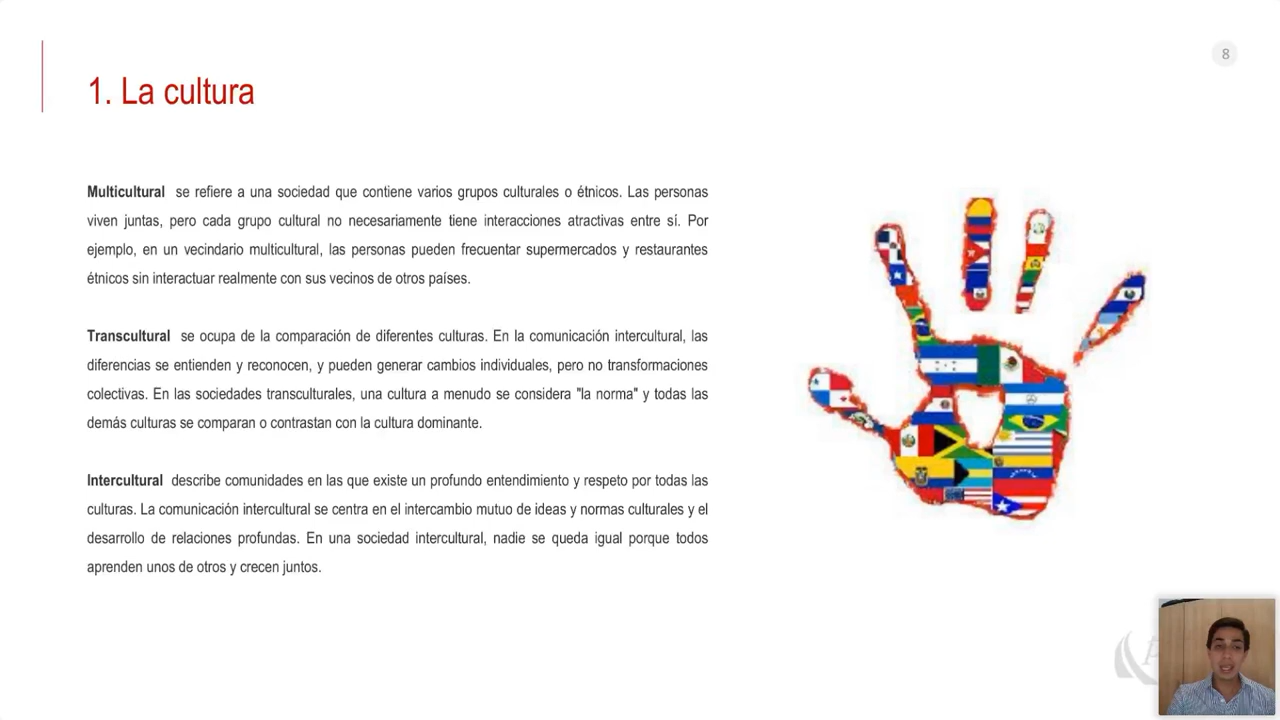 8
1. La cultura
Multicultural se refiere a una sociedad que contiene varios grupos culturales o étnicos. Las personas
viven juntas, pero cada grupo cultural no necesariamente tiene interacciones atractivas entre sí. Por
ejemplo, en un vecindario multicultural, las personas pueden frecuentar supermercados y restaurantes
étnicos sin interactuar realmente con sus vecinos de otros países.
Transcultural se ocupa de la comparación de diferentes culturas. En la comunicación intercultural, las
diferencias se entienden y reconocen, y pueden generar cambios individuales, pero no transformaciones
colectivas. En las sociedades transculturales, una cultura a menudo se considera "la norma" y todas las
demás culturas se comparan o contrastan con la cultura dominante.
Intercultural describe comunidades en las que existe un profundo entendimiento y respeto por todas las
culturas. La comunicación intercultural se centra en el intercambio mutuo de ideas y normas culturales y el
desarrollo de relaciones profundas. En una sociedad intercultural, nadie se queda igual porque todos
aprenden unos de otros y crecen juntos.